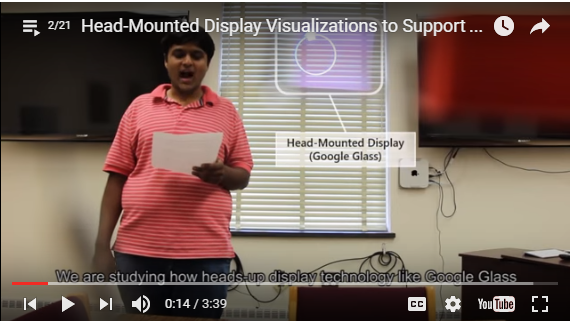 2/21 Head-Mounted Display Visualizations to Support ...
Head-Mounted Display
(Google Glass)
We are studying how heads-up display technology like Google Glass
0:14 / 3:39 CC YouTube